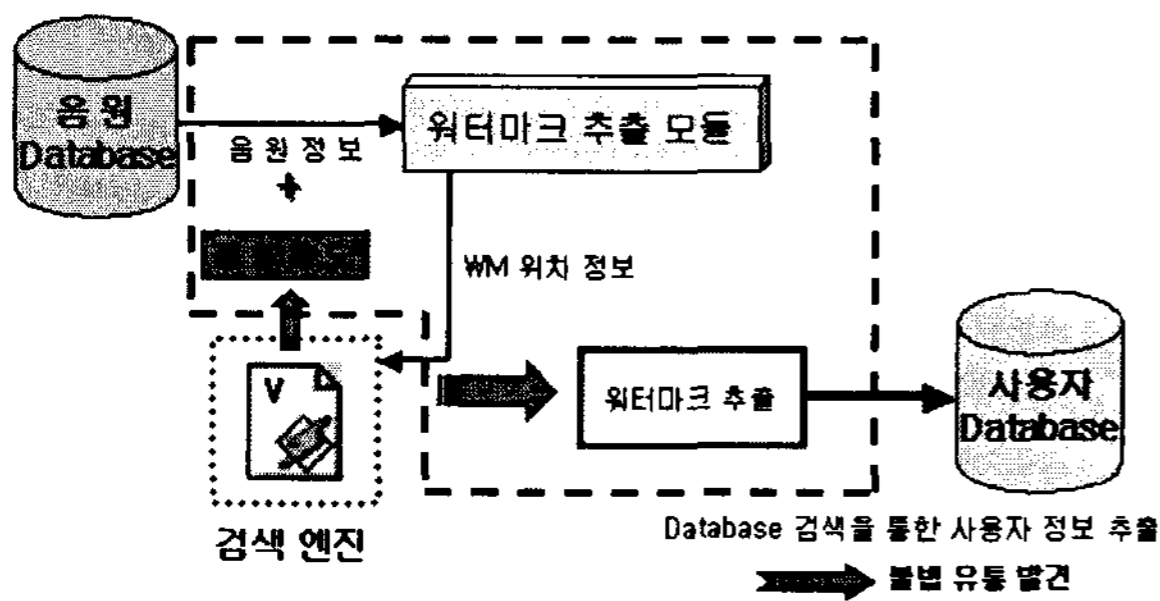 음 원
Database
워터마크 추출 모듈
음 원 정 보
+
WM 위치 정보
V
워터마크 추출
사용자
Database
검색 엔진
Database 검색을 통한 사용자 정보 추출
불법 유통 발견